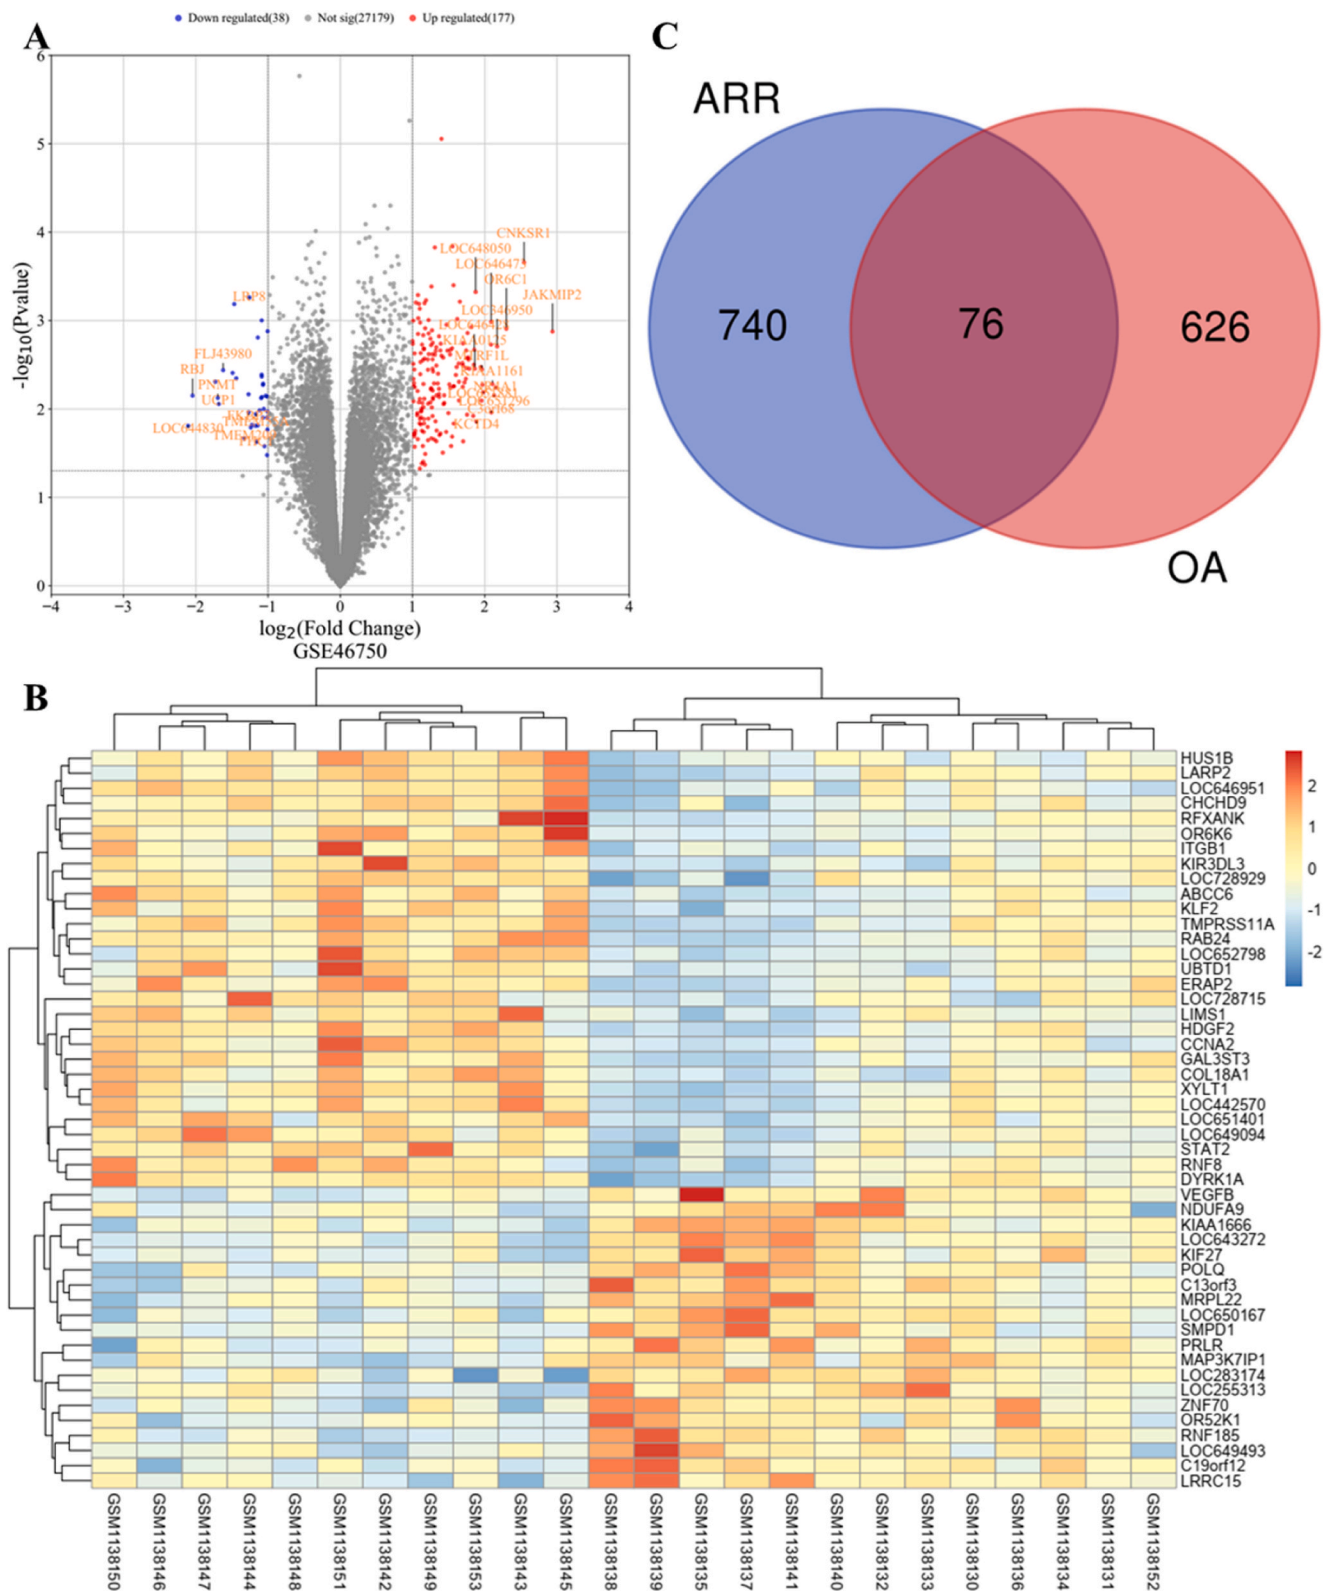 A
Down regulated(38) Not sig(27179) Up regulated(177)
6
5
4
3
2
1
0
-log10(Pvalue)
CNKSR1
LOC648050
LOC646473
OR6C1
JAKMIP2
LOC346950
KIAA0125
MTRF1L
KIAA1161
LOC651296
KCTD4
LRP8
FLJ43980
RBJ
PNMT
UCP1
LOC644830
−4 −3 −2 −1 0 1 2 3 4
log2(Fold Change)
GSE46750
C
ARR
740
76
626
OA
B
HUS1B
LARP2
LOC646951
CHCHD9
RFXANK
OR6K6
ITGB1
KIR3DL3
LOC728929
ABCC6
KLF2
TMPRSS11A
RAB24
LOC652798
UBTD1
ERAP2
LOC728715
LIMS1
HDGF2
CCNA2
GAL3ST3
COL18A1
XYLT1
LOC442570
LOC651401
LOC649094
STAT2
RNF8
DYRK1A
VEGFB
NDUFA9
KIAA1666
LOC643272
KIF27
POLQ
C13orf3
MRPL22
LOC650167
SMPD1
PRLR
MAP3K7IP1
LOC283174
LOC255313
ZNF70
OR52K1
RNF185
LOC649493
C19orf12
LRRC15
2
1
0
-1
-2
GSM1138150
GSM1138146
GSM1138147
GSM1138144
GSM1138148
GSM1138151
GSM1138142
GSM1138149
GSM1138153
GSM1138143
GSM1138145
GSM1138138
GSM1138139
GSM1138135
GSM1138137
GSM1138141
GSM1138140
GSM1138132
GSM1138133
GSM1138130
GSM1138136
GSM1138134
GSM1138131
GSM1138152